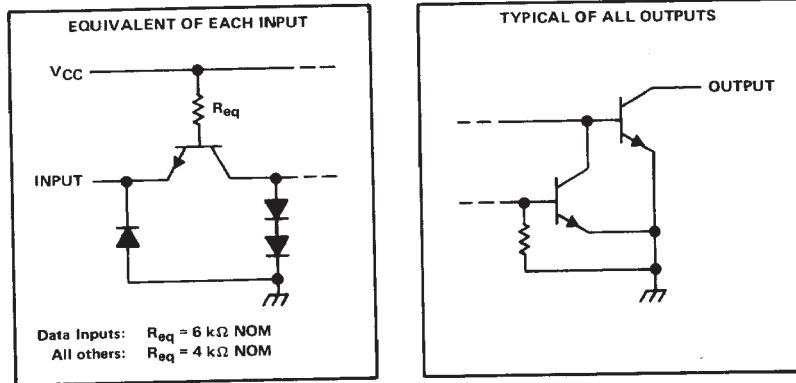 EQUIVALENT OF EACH INPUT
VCC
Req
INPUT
Data Inputs: Req = 6 kΩ NOM
All others: Req = 4 kΩ NOM
TYPICAL OF ALL OUTPUTS
OUTPUT